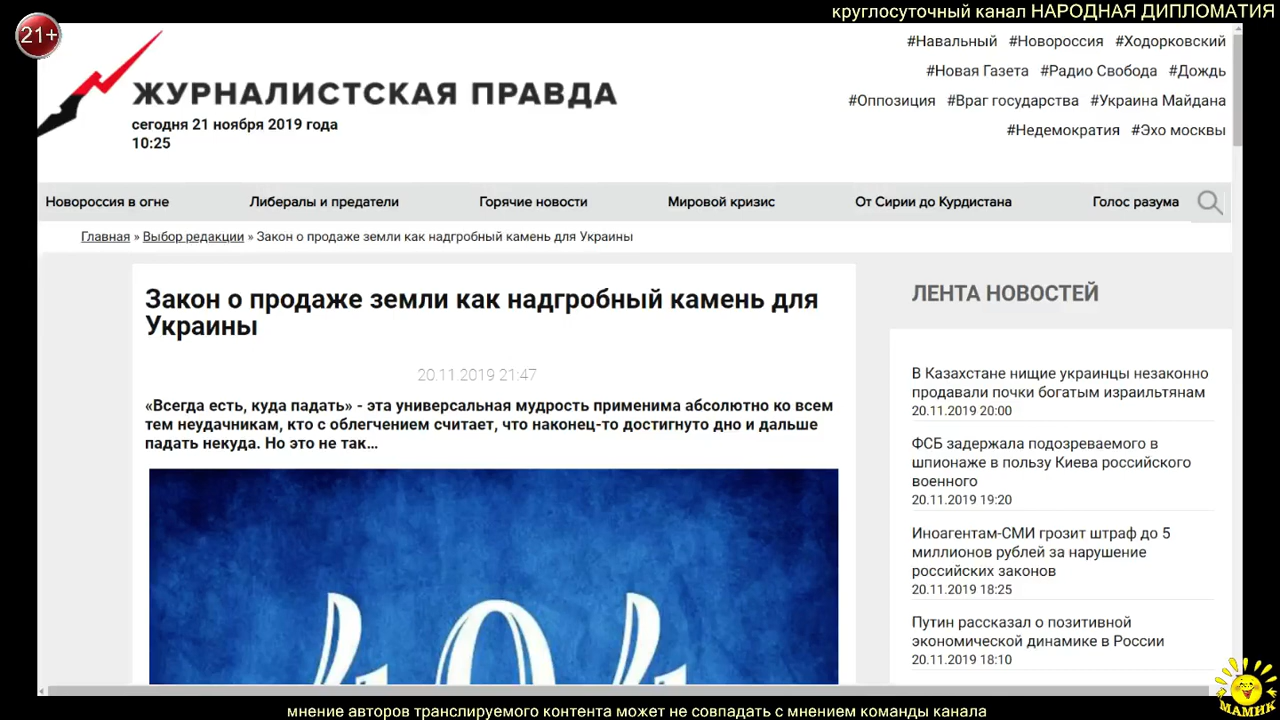 круглосуточный канал НАРОДНАЯ ДИПЛОМАТИЯ
21+
#Навальный #Новороссия #Ходорковский
#Новая Газета #Радио Свобода #Дождь
#Оппозиция #Враг государства #Украина Майдана
#Недемократия #Эхо москвы
ЖУРНАЛИСТСКАЯ ПРАВДА
сегодня 21 ноября 2019 года
10:25
Новороссия в огне Либералы и предатели Горячие новости Мировой кризис От Сирии до Курдистана Голос разума
Главная » Выбор редакции » Закон о продаже земли как надгробный камень для Украины
Закон о продаже земли как надгробный камень для
Украины
20.11.2019 21:47
«Всегда есть, куда падать» - эта универсальная мудрость применима абсолютно ко всем
тем неудачникам, кто с облегчением считает, что наконец-то достигнуто дно и дальше
падать некуда. Но это не так...
404
ЛЕНТА НОВОСТЕЙ
В Казахстане нищие украинцы незаконно
продавали почки богатым израильтянам
20.11.2019 20:00
ФСБ задержала подозреваемого в
шпионаже в пользу Киева российского
военного
20.11.2019 19:20
Иноагентам-СМИ грозит штраф до 5
миллионов рублей за нарушение
российских законов
20.11.2019 18:25
Путин рассказал о позитивной
экономической динамике в России
20.11.2019 18:10
МАМИК
мнение авторов транслируемого контента может не совпадать с мнением команды канала